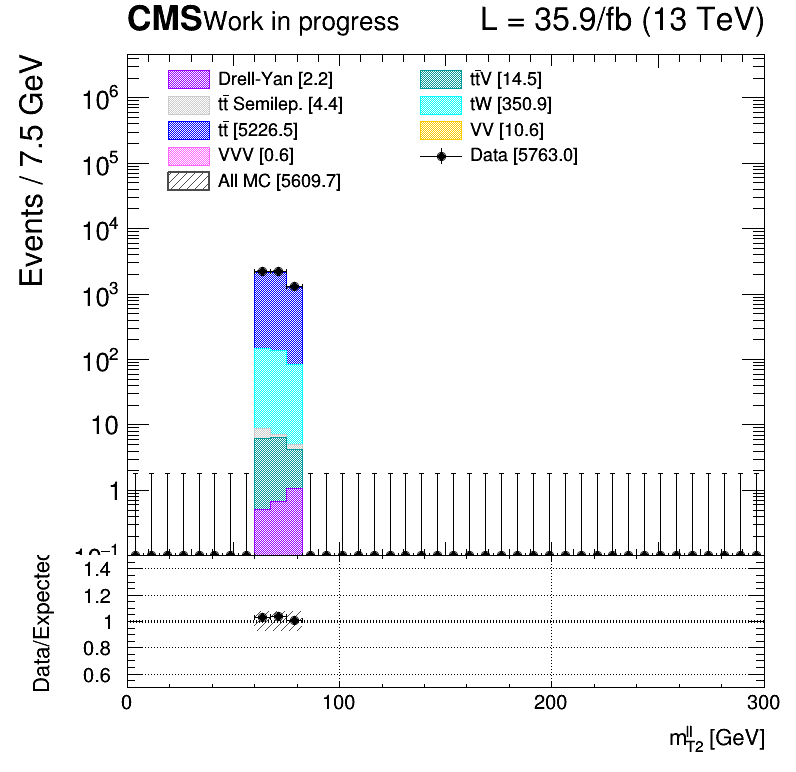 CMS Work in progress L = 35.9/fb (13 TeV)
Events / 7.5 GeV
Drell-Yan [2.2]
tt̄ Semilep. [4.4]
tt̄ [5226.5]
VVV [0.6]
All MC [5609.7]
tt̄V [14.5]
tW [350.9]
VV [10.6]
Data [5763.0]
10⁶
10⁵
10⁴
10³
10²
10
1
10⁻¹
Data/Expected
1.4
1.2
1
0.8
0.6
0 100 200 300
m^ll_T2 [GeV]